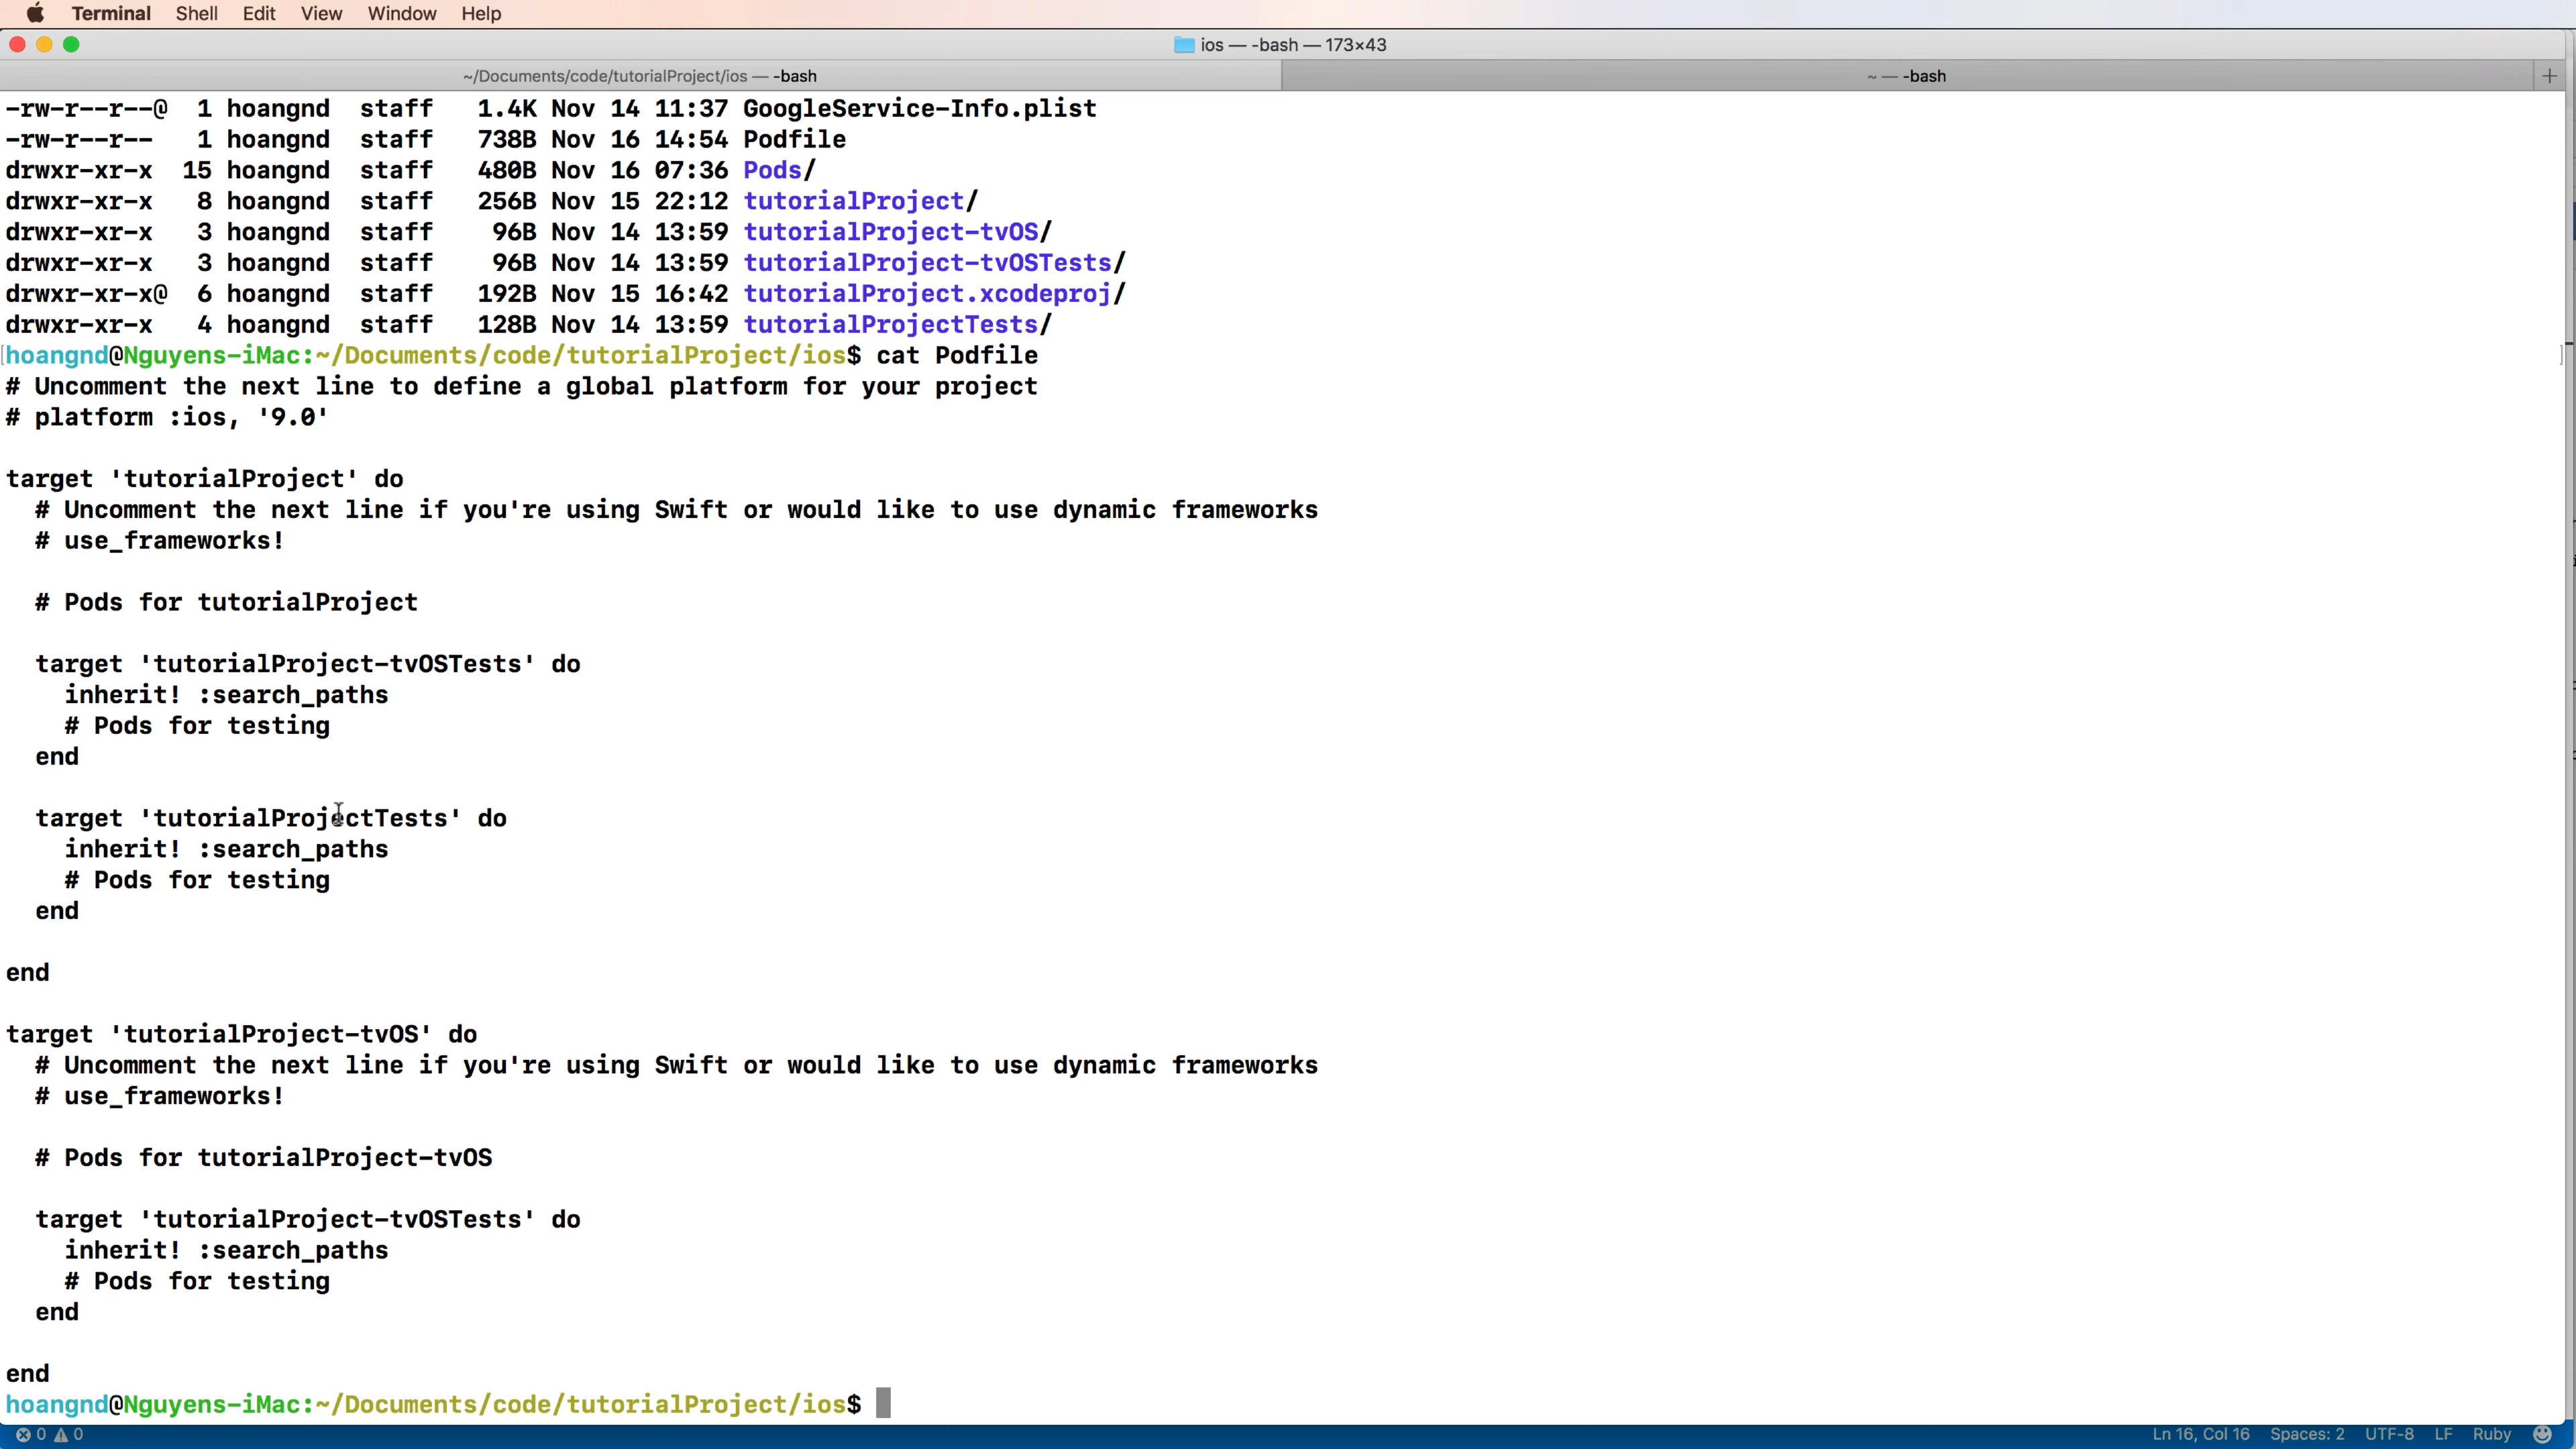 Terminal Shell Edit View Window Help
ios — -bash — 173×43
~/Documents/code/tutorialProject/ios — -bash
~ — -bash
-rw-r--r--@  1 hoangnd  staff   1.4K Nov 14 11:37 GoogleService-Info.plist
-rw-r--r--   1 hoangnd  staff   738B Nov 16 14:54 Podfile
drwxr-xr-x  15 hoangnd  staff   480B Nov 16 07:36 Pods/
drwxr-xr-x   8 hoangnd  staff   256B Nov 15 22:12 tutorialProject/
drwxr-xr-x   3 hoangnd  staff    96B Nov 14 13:59 tutorialProject-tvOS/
drwxr-xr-x   3 hoangnd  staff    96B Nov 14 13:59 tutorialProject-tvOSTests/
drwxr-xr-x@  6 hoangnd  staff   192B Nov 15 16:42 tutorialProject.xcodeproj/
drwxr-xr-x   4 hoangnd  staff   128B Nov 14 13:59 tutorialProjectTests/
hoangnd@Nguyens-iMac:~/Documents/code/tutorialProject/ios$ cat Podfile
# Uncomment the next line to define a global platform for your project
# platform :ios, '9.0'
target 'tutorialProject' do
  # Uncomment the next line if you're using Swift or would like to use dynamic frameworks
  # use_frameworks!
  # Pods for tutorialProject
  target 'tutorialProject-tvOSTests' do
    inherit! :search_paths
    # Pods for testing
  end
  target 'tutorialProjectTests' do
    inherit! :search_paths
    # Pods for testing
  end
end
target 'tutorialProject-tvOS' do
  # Uncomment the next line if you're using Swift or would like to use dynamic frameworks
  # use_frameworks!
  # Pods for tutorialProject-tvOS
  target 'tutorialProject-tvOSTests' do
    inherit! :search_paths
    # Pods for testing
  end
end
hoangnd@Nguyens-iMac:~/Documents/code/tutorialProject/ios$
0 0 Ln 16, Col 16 Spaces: 2 UTF-8 LF Ruby